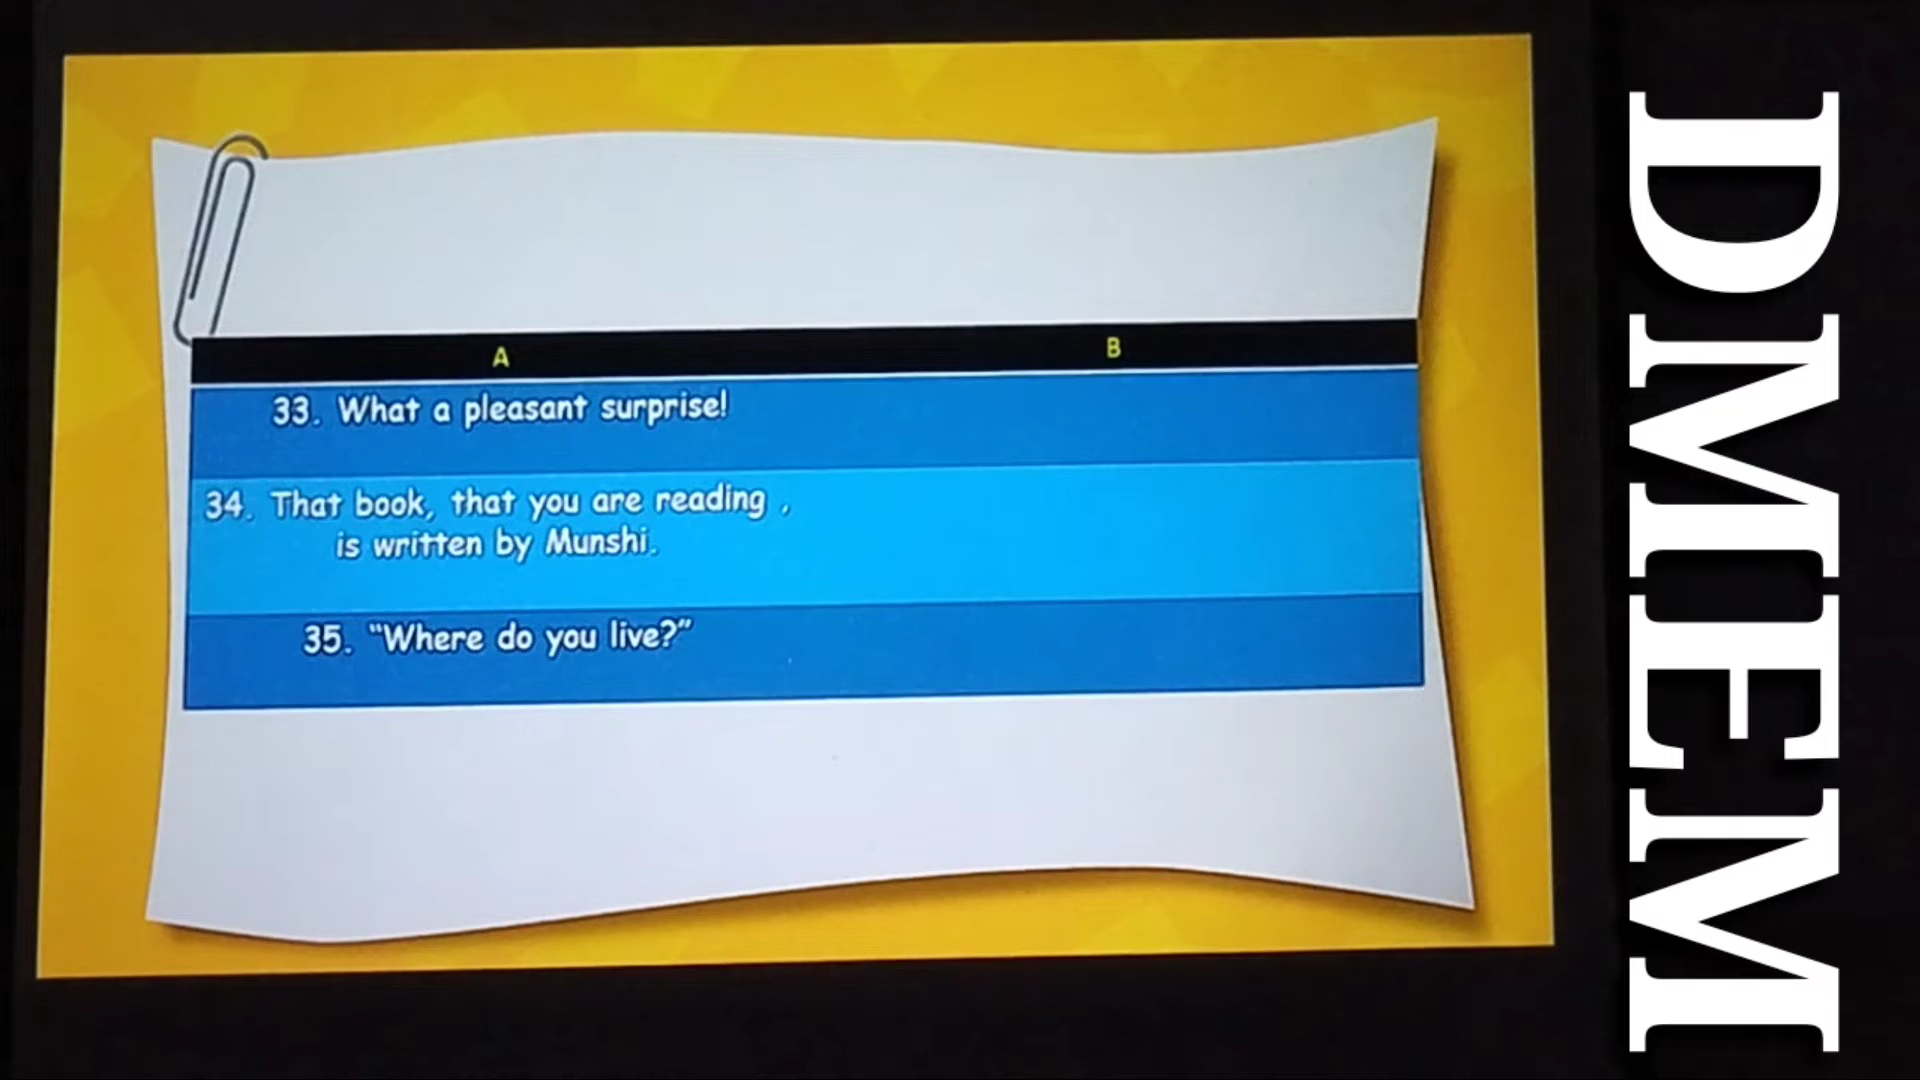 A B
33. What a pleasant surprise!
34. That book, that you are reading ,
is written by Munshi.
35. “Where do you live?”
DMIEM